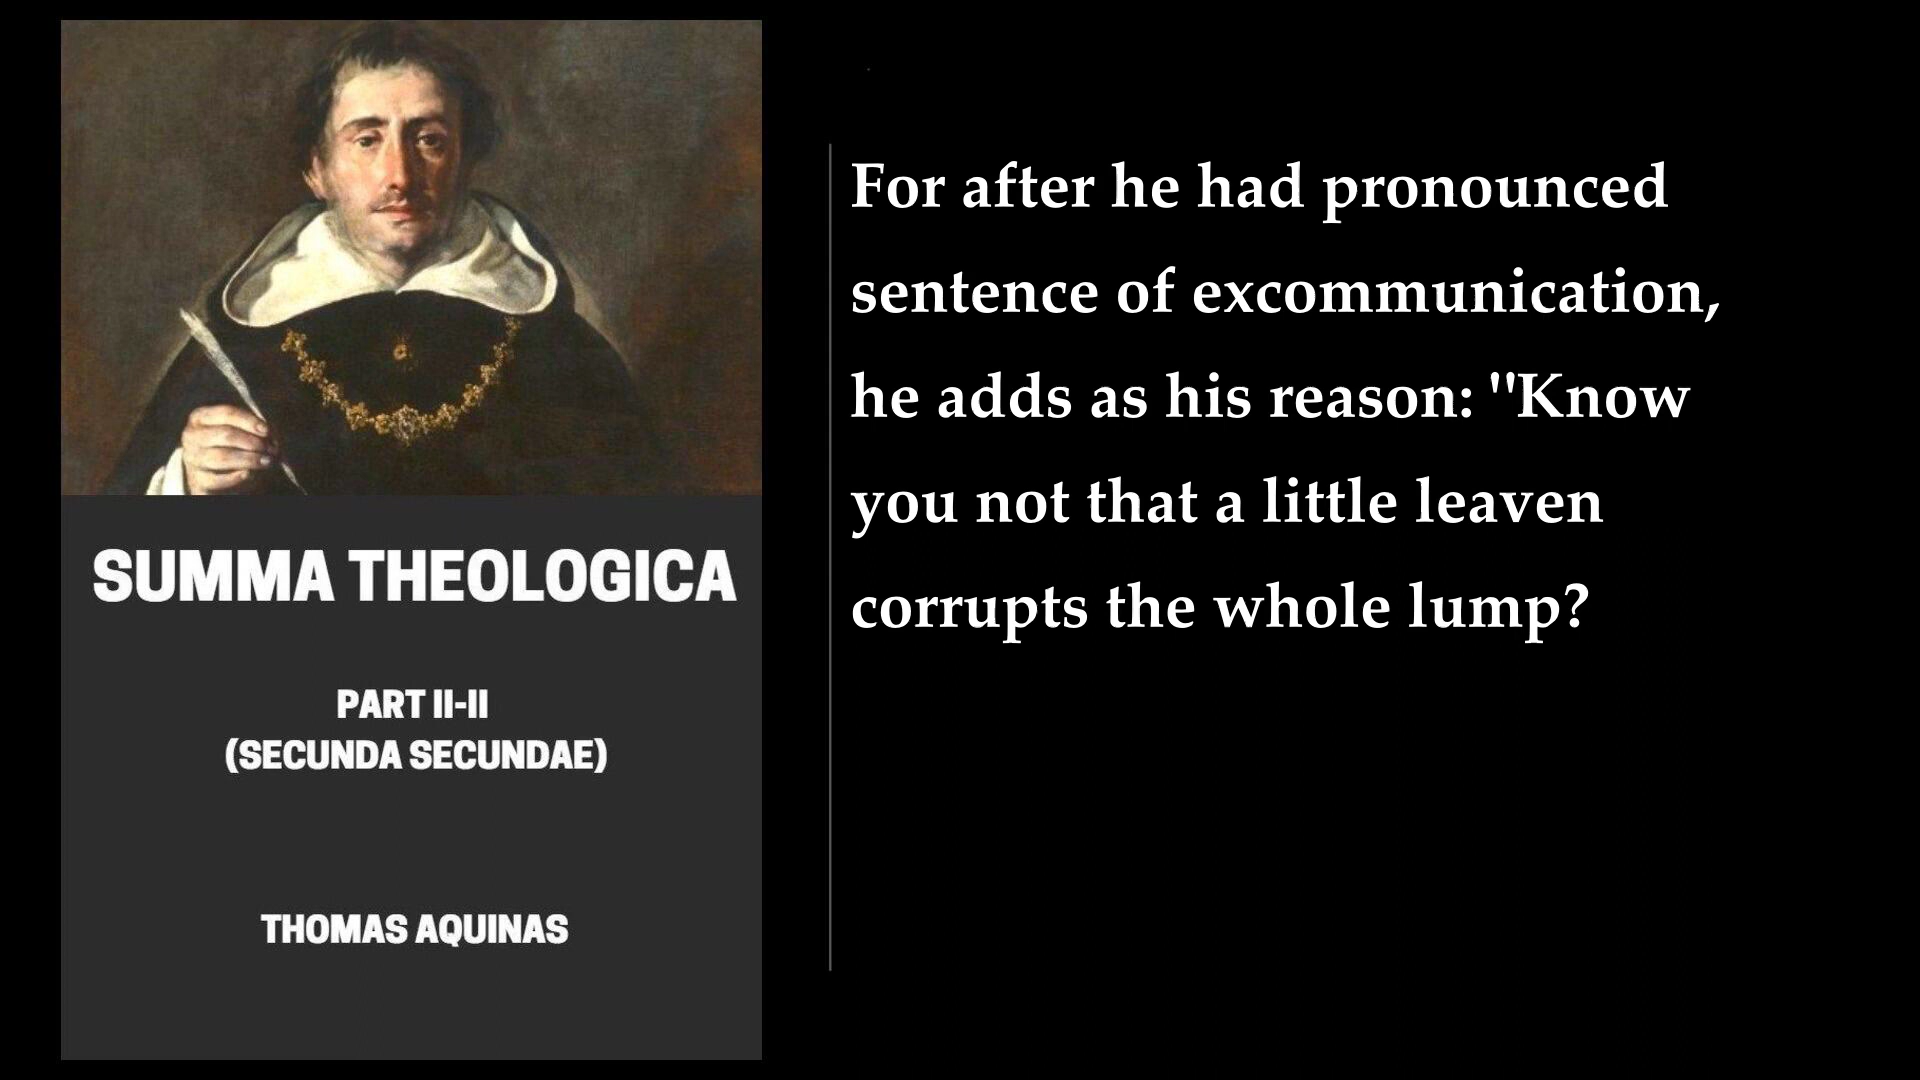 SUMMA THEOLOGICA
PART II-II
(SECUNDA SECUNDAE)
THOMAS AQUINAS
For after he had pronounced
sentence of excommunication,
he adds as his reason: "Know
you not that a little leaven
corrupts the whole lump?